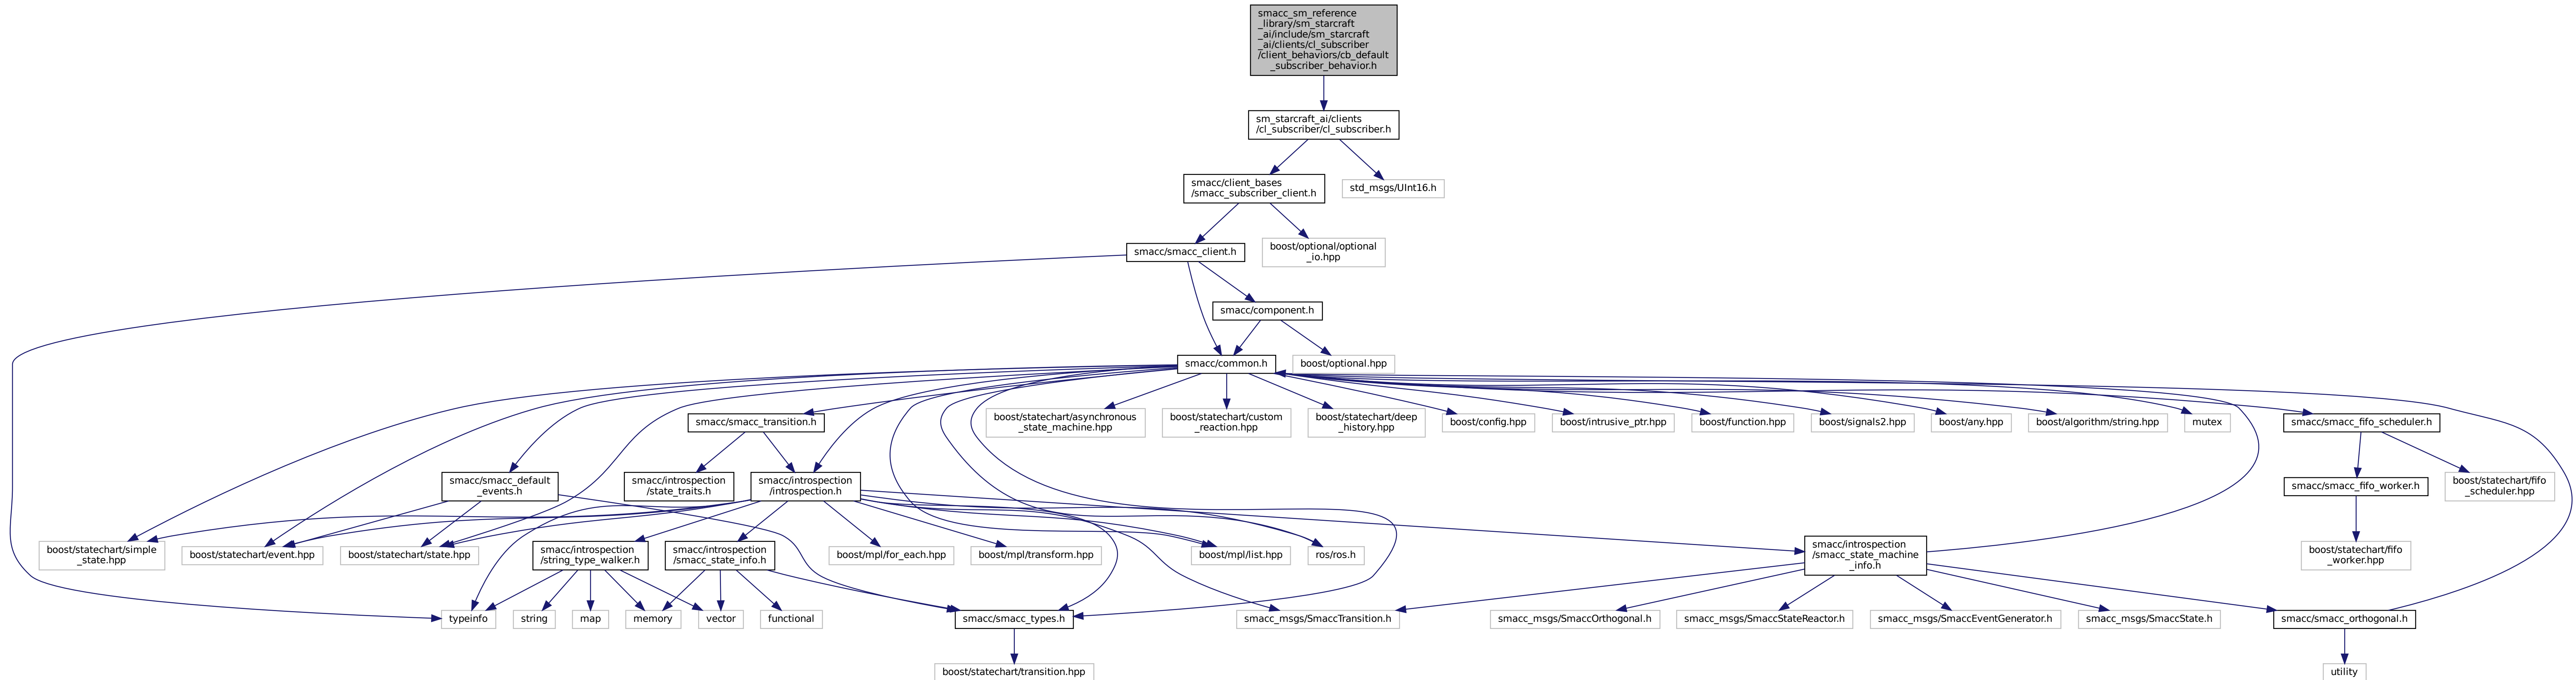 smacc_sm_reference
_library/sm_starcraft
_ai/include/sm_starcraft
_ai/clients/cl_subscriber
/client_behaviors/cb_default
_subscriber_behavior.h
sm_starcraft_ai/clients
/cl_subscriber/cl_subscriber.h
smacc/client_bases
/smacc_subscriber_client.h
std_msgs/UInt16.h
smacc/smacc_client.h
boost/optional/optional
_io.hpp
smacc/component.h
smacc/common.h
boost/optional.hpp
smacc/smacc_transition.h
boost/statechart/asynchronous
_state_machine.hpp
boost/statechart/custom
_reaction.hpp
boost/statechart/deep
_history.hpp
boost/config.hpp
boost/intrusive_ptr.hpp
boost/function.hpp
boost/signals2.hpp
boost/any.hpp
boost/algorithm/string.hpp
mutex
smacc/smacc_fifo_scheduler.h
smacc/smacc_default
_events.h
smacc/introspection
/state_traits.h
smacc/introspection
/introspection.h
smacc/smacc_fifo_worker.h
boost/statechart/fifo
_scheduler.hpp
boost/statechart/simple
_state.hpp
boost/statechart/event.hpp
boost/statechart/state.hpp
smacc/introspection
/string_type_walker.h
smacc/introspection
/smacc_state_info.h
boost/mpl/for_each.hpp
boost/mpl/transform.hpp
boost/mpl/list.hpp
ros/ros.h
smacc/introspection
/smacc_state_machine
_info.h
boost/statechart/fifo
_worker.hpp
typeinfo
string
map
memory
vector
functional
smacc/smacc_types.h
smacc_msgs/SmaccTransition.h
smacc_msgs/SmaccOrthogonal.h
smacc_msgs/SmaccStateReactor.h
smacc_msgs/SmaccEventGenerator.h
smacc_msgs/SmaccState.h
smacc/smacc_orthogonal.h
boost/statechart/transition.hpp
utility